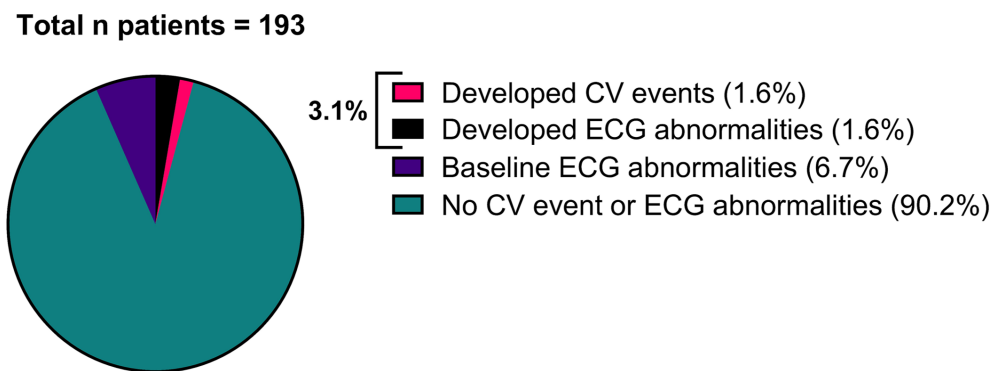 Total n patients = 193
3.1%
Developed CV events (1.6%)
Developed ECG abnormalities (1.6%)
Baseline ECG abnormalities (6.7%)
No CV event or ECG abnormalities (90.2%)